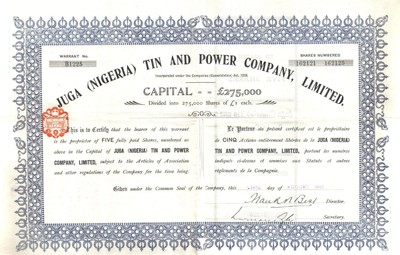 WARRANT No.
B1225
SHARES NUMBERED
162121 162125
JUGA (NIGERIA) TIN AND POWER COMPANY, LIMITED.
Incorporated under the Companies (Consolidation) Act, 1908.
CAPITAL - - £275,000
Divided into 275,000 Shares of £1 each.
This is to Certify that the bearer of this warrant
is the proprietor of FIVE fully paid Shares, numbered as
above in the Capital of JUGA (NIGERIA) TIN AND POWER
COMPANY, LIMITED, subject to the Articles of Association
and other regulations of the Company for the time being.
Le Porteur du présent certificat est le propriétaire
de CINQ Actions entièrement libérées de la JUGA (NIGERIA)
TIN AND POWER COMPANY, LIMITED, portant les numéros
indiqués ci-dessus et soumises aux Statuts et autres
règlements de la Compagnie.
Given under the Common Seal of the Company, this day of
Director.
Secretary.